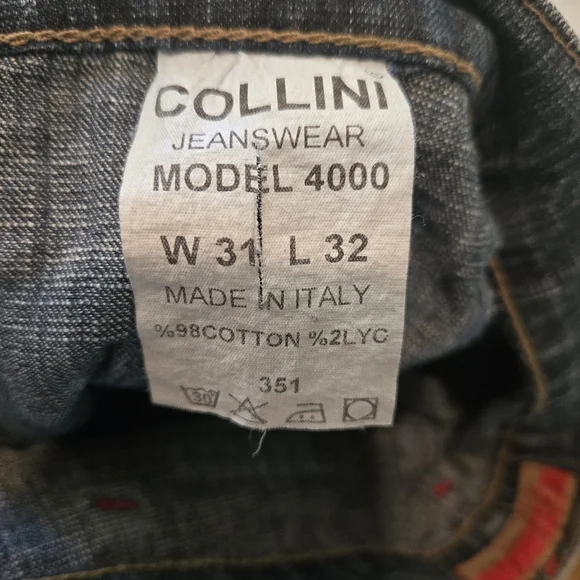 COLLINI
JEANSWEAR
MODEL 4000
W 31 L 32
MADE IN ITALY
%98COTTON %2LYC
351
30